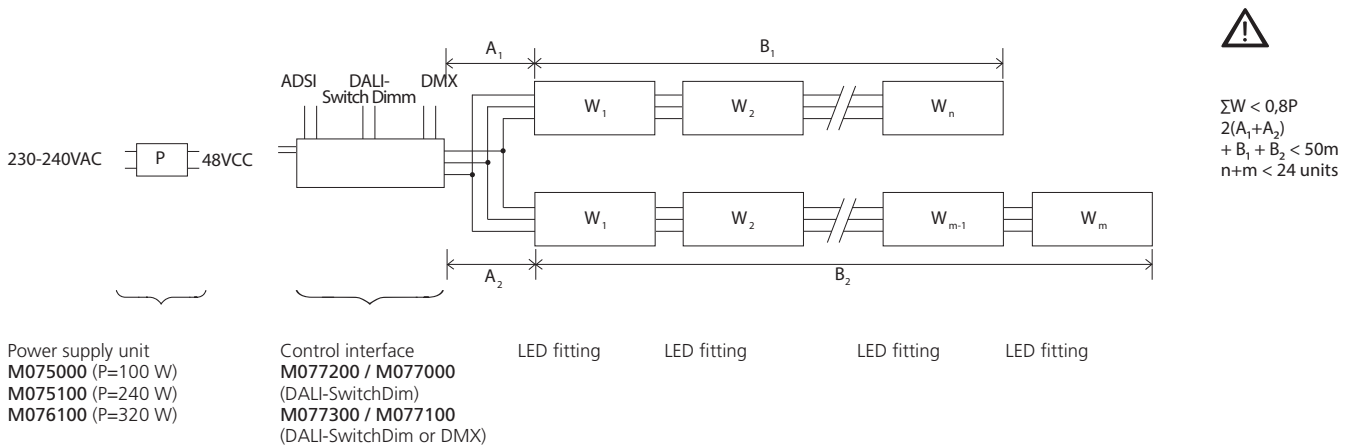 A₁
B₁
ADSI
DALI-
Switch Dimm
DMX
W₁
W₂
Wₙ
∑W < 0,8P
2(A₁+A₂)
+ B₁ + B₂ < 50m
n+m < 24 units
230-240VAC
P
48VCC
W₁
W₂
Wₘ₋₁
Wₘ
A₂
B₂
Power supply unit
M075000 (P=100 W)
M075100 (P=240 W)
M076100 (P=320 W)
Control interface
M077200 / M077000
(DALI-SwitchDim)
M077300 / M077100
(DALI-SwitchDim or DMX)
LED fitting
LED fitting
LED fitting
LED fitting